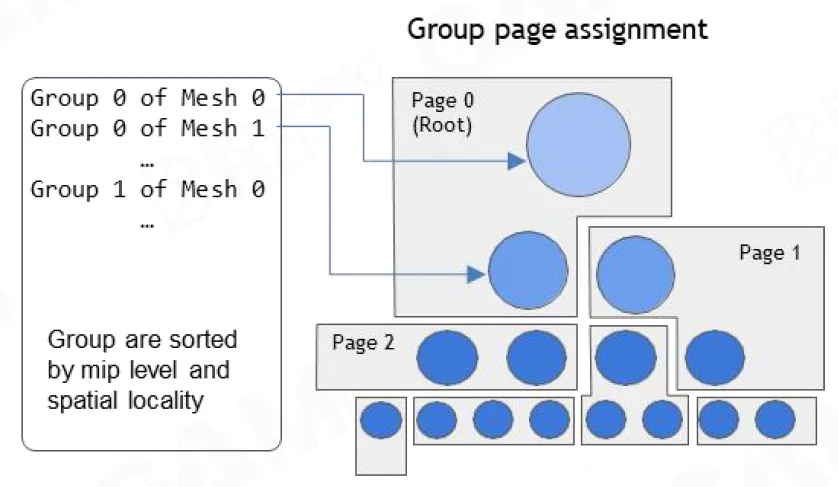 Group page assignment
Group 0 of Mesh 0
Group 0 of Mesh 1
…
Group 1 of Mesh 0
…
Group are sorted
by mip level and
spatial locality
Page 0
(Root)
Page 1
Page 2